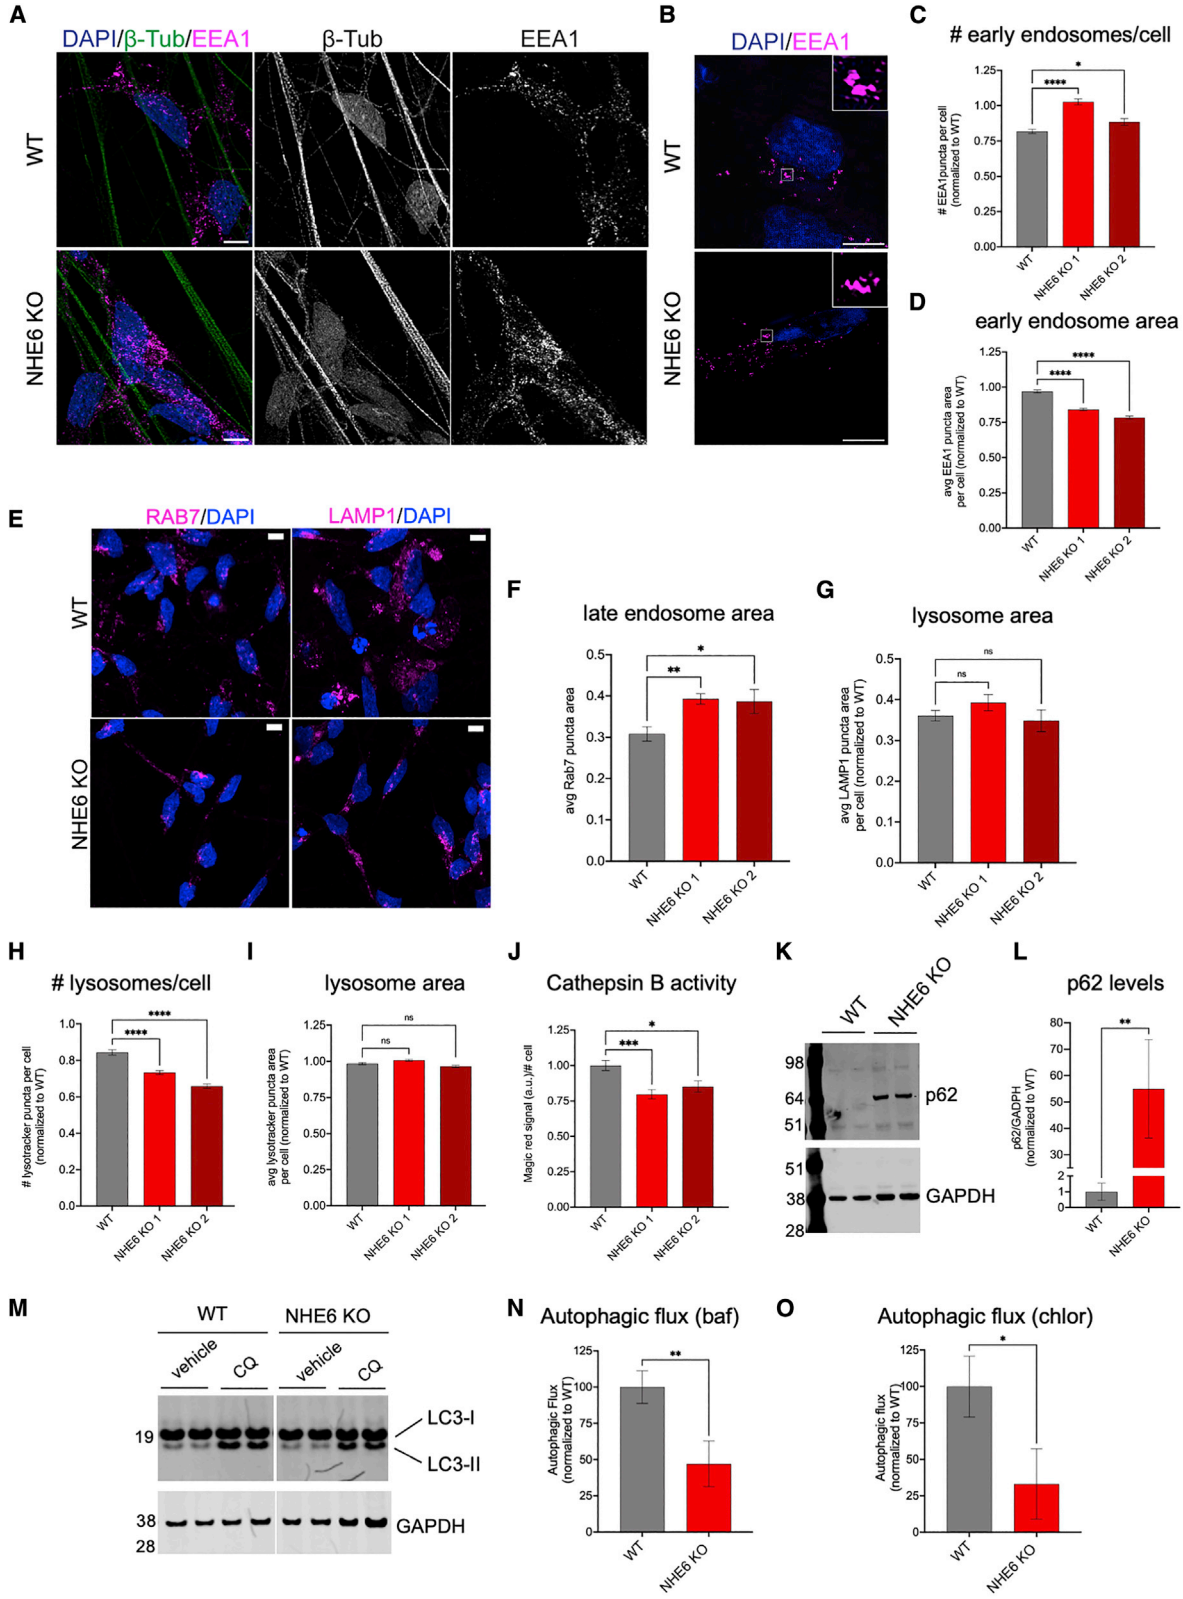 A
DAPI/β-Tub/EEA1
β-Tub
EEA1
WT
NHE6 KO
B
DAPI/EEA1
WT
NHE6 KO
C
# early endosomes/cell
# EEA1puncta per cell
(normalized to WT)
1.25
1.00
0.75
0.50
0.25
0.00
****
*
WT
NHE6 KO 1
NHE6 KO 2
D
early endosome area
avg EEA1 puncta area
per cell (normalized to WT)
1.25
1.00
0.75
0.50
0.25
0.00
****
****
WT
NHE6 KO 1
NHE6 KO 2
E
RAB7/DAPI
LAMP1/DAPI
WT
NHE6 KO
F
late endosome area
avg Rab7 puncta area
0.5
0.4
0.3
0.2
0.1
0.0
*
**
WT
NHE6 KO 1
NHE6 KO 2
G
lysosome area
avg LAMP1 puncta area
per cell (normalized to WT)
0.5
0.4
0.3
0.2
0.1
0.0
ns
ns
WT
NHE6 KO 1
NHE6 KO 2
H
# lysosomes/cell
# lysotracker puncta per cell
(normalized to WT)
1.0
0.8
0.6
0.4
0.2
0.0
****
****
WT
NHE6 KO 1
NHE6 KO 2
I
lysosome area
avg lysotracker puncta area
per cell (normalized to WT)
1.25
1.00
0.75
0.50
0.25
0.00
ns
ns
WT
NHE6 KO 1
NHE6 KO 2
J
Cathepsin B activity
Magic red signal (a.u.)/# cell
1.25
1.00
0.75
0.50
0.25
0.00
*
***
WT
NHE6 KO 1
NHE6 KO 2
K
WT
NHE6 KO
98
64
51
p62
51
38
28
GAPDH
L
p62 levels
p62/GADPH
(normalized to WT)
80
70
60
50
40
30
2
1
0
**
WT
NHE6 KO
M
WT
NHE6 KO
vehicle
CQ
vehicle
CQ
19
LC3-I
LC3-II
38
28
GAPDH
N
Autophagic flux (baf)
Autophagic Flux
(normalized to WT)
125
100
75
50
25
0
**
WT
NHE6 KO
O
Autophagic flux (chlor)
Autophagic flux
(normalized to WT)
125
100
75
50
25
0
*
WT
NHE6 KO